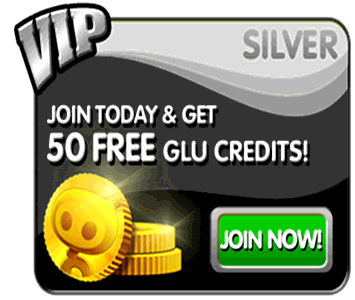 VIP
SILVER
JOIN TODAY & GET
50 FREE GLU CREDITS!
JOIN NOW!